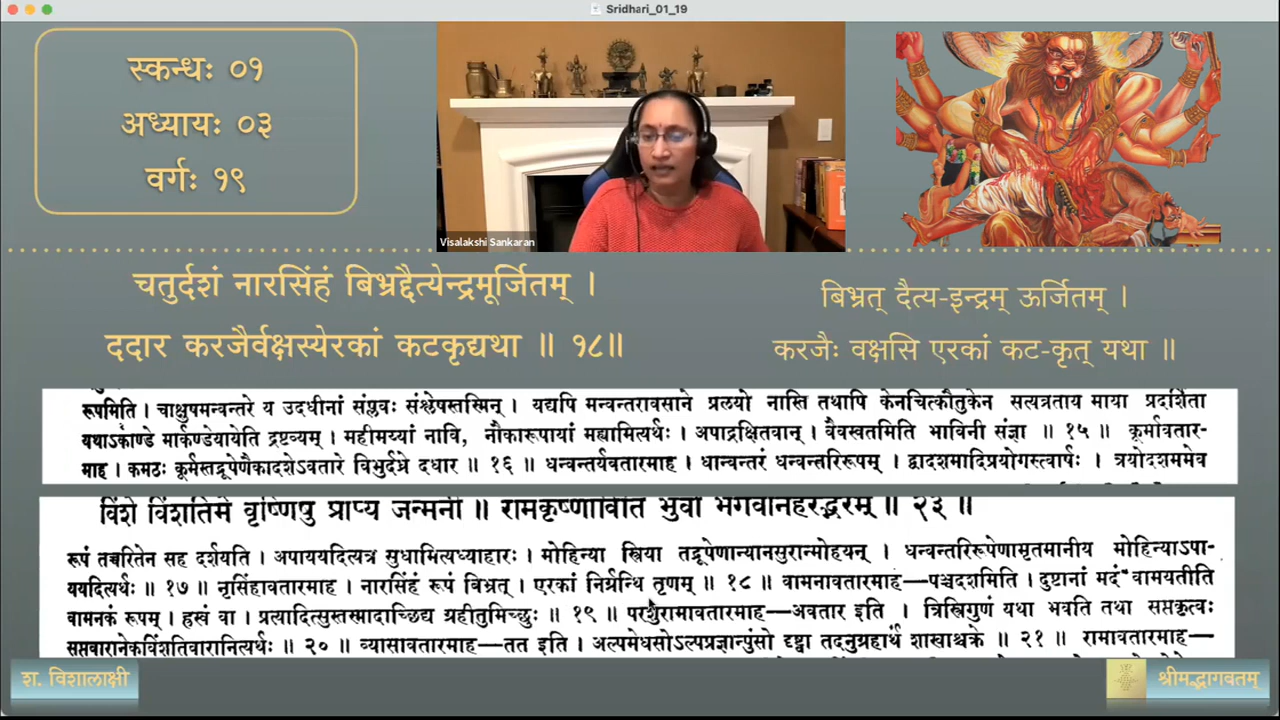 Sridhari_01_19
स्कन्धः ०१
अध्यायः ०३
वर्गः १९
Visalakshi Sankaran
चतुर्दशं नारसिंहं बिभ्रद्दैत्येन्द्रमूर्जितम् ।
ददार करजैर्वक्षस्येरकां कटकृद्यथा ॥ १८॥
बिभ्रत् दैत्य-इन्द्रम् ऊर्जितम् ।
करजैः वक्षसि एरकां कट-कृत् यथा ॥
रूपमिति । चाक्षुषमन्वन्तरे य उदधीनां संप्लवः संश्लेषस्तस्मिन् । यद्यपि मन्वन्तरावसाने प्रलयो नास्ति तथापि केनचित्कौतुकेन सत्यव्रताय माया प्रदर्शिता
यथाऽकाण्डे मार्कण्डेयायेति द्रष्टव्यम् । महीमय्यां नावि, नौकारूपायां मह्यामित्यर्थः । अपाद्रक्षितवान् । वैवस्वतमिति भाविनी संज्ञा ॥ १५ ॥ कूर्मावतार-
माह । कमठः कूर्मस्तद्रूपेणैकादशेऽवतारे विभुर्दध्रे दधार ॥ १६ ॥ धन्वन्तर्यवतारमाह । धान्वन्तरं धन्वन्तरिरूपम् । द्वादशमादिप्रयोगस्त्वार्षः । त्रयोदशममेव
विंशे विंशतिमे वृष्णिषु प्राप्य जन्मनी ॥ रामकृष्णाविति भुवो भगवानहरद्भरम् ॥ २३ ॥
रूपं तच्चरितेन सह दर्शयति । अपाययदित्यत्र सुधामित्यध्याहारः । मोहिन्या स्त्रिया तद्रूपेणान्यानसुरान्मोहयन् । धन्वन्तरिरूपेणामृतमानीय मोहिन्याऽपा-
ययदित्यर्थः ॥ १७ ॥ नृसिंहावतारमाह । नारसिंहं रूपं बिभ्रत् । एरकां निर्ग्रन्थि तृणम् ॥ १८ ॥ वामनावतारमाह—पञ्चदशमिति । दुष्टानां मदं वामयतीति
वामनकं रूपम् । ह्रस्वं वा । प्रत्यादित्सुस्तस्मादाच्छिद्य ग्रहीतुमिच्छुः ॥ १९ ॥ परशुरामावतारमाह—अवतार इति । त्रिस्त्रिगुणं यथा भवति तथा सप्तकृत्वः
सप्तवारानेकविंशतिवारानित्यर्थः ॥ २० ॥ व्यासावतारमाह—तत इति । अल्पमेधसोऽल्पप्रज्ञान्पुंसो दृष्ट्वा तदनुग्रहार्थं शाखाश्चक्रे ॥ २१ ॥ रामावतारमाह—
श. विशालाक्षी
श्रीमद्भागवतम्